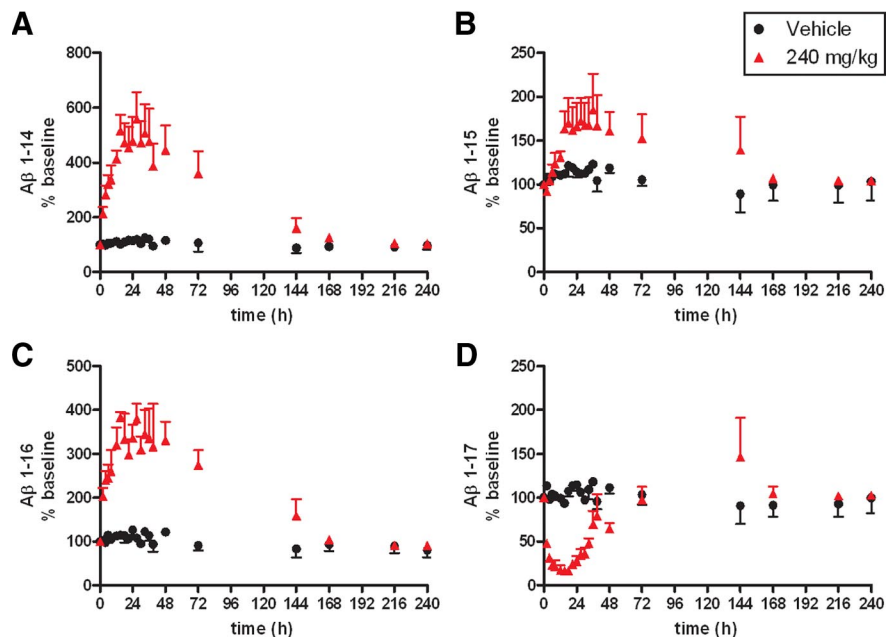 A
Aβ 1-14
% baseline
800
600
400
200
0
0 24 48 72 96 120 144 168 192 216 240
time (h)
B
Vehicle
240 mg/kg
Aβ 1-15
% baseline
250
200
150
100
50
0
0 24 48 72 96 120 144 168 192 216 240
time (h)
C
Aβ 1-16
% baseline
500
400
300
200
100
0
0 24 48 72 96 120 144 168 192 216 240
time (h)
D
Aβ 1-17
% baseline
250
200
150
100
50
0
0 24 48 72 96 120 144 168 192 216 240
time (h)